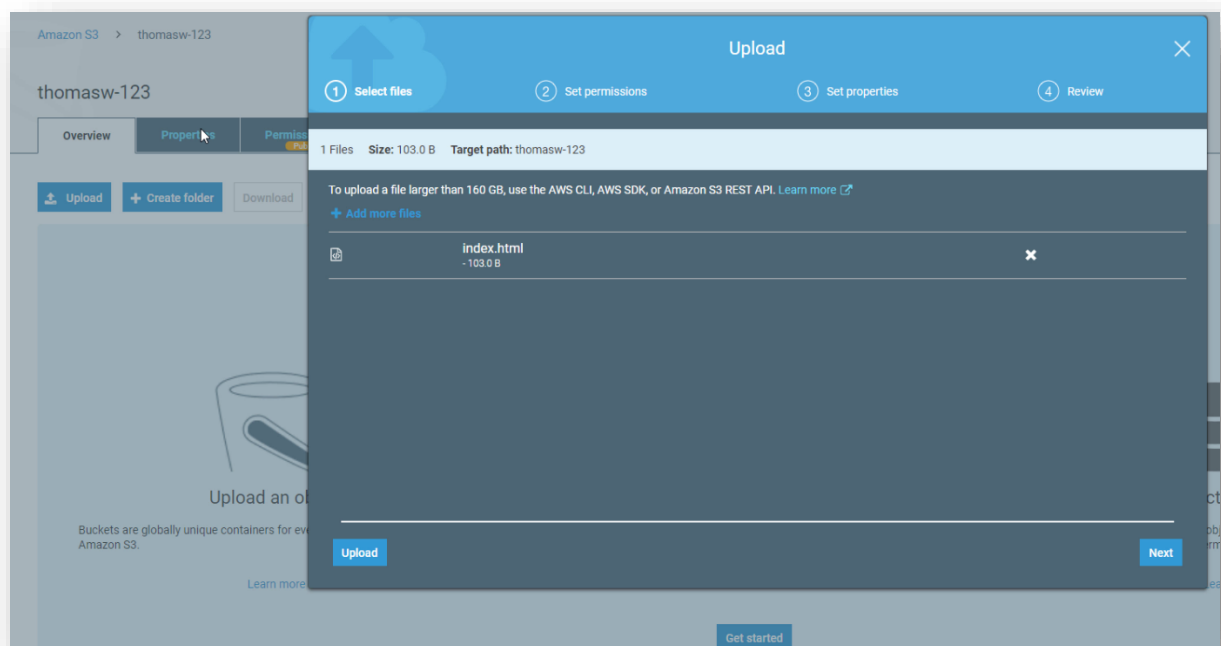 Amazon S3 > thomasw-123
thomasw-123
Overview
Properties
Upload
+ Create folder
Download
Upload an
Buckets are globally unique containers for
Amazon S3.
Learn more
Get started
Upload
1 Select files
2 Set permissions
3 Set properties
4 Review
1 Files Size: 103.0 B Target path: thomasw-123
To upload a file larger than 160 GB, use the AWS CLI, AWS SDK, or Amazon S3 REST API. Learn more
+ Add more files
index.html
- 103.0 B
Upload
Next